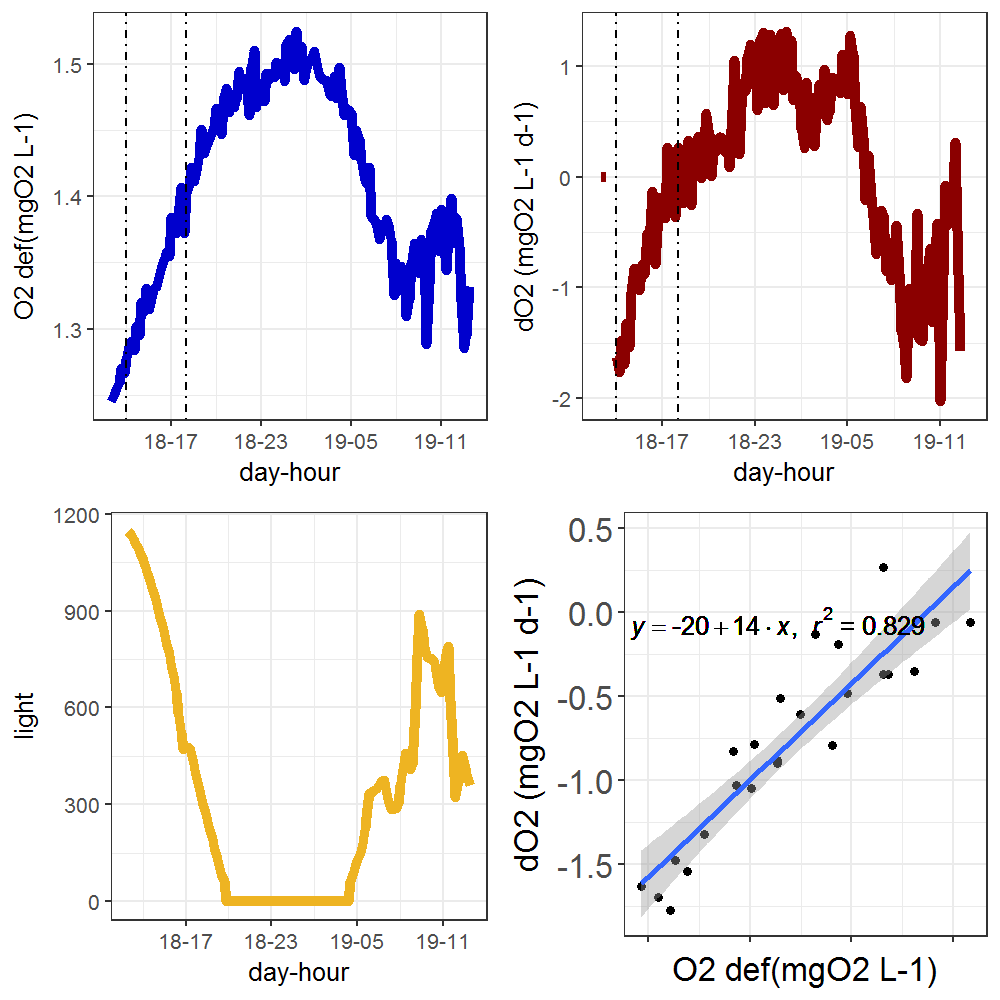 O2 def(mgO2 L-1)
1.5
1.4
1.3
18-17 18-23 19-05 19-11
day-hour
dO2 (mgO2 L-1 d-1)
1
0
-1
-2
18-17 18-23 19-05 19-11
day-hour
light
1200
900
600
300
0
18-17 18-23 19-05 19-11
day-hour
dO2 (mgO2 L-1 d-1)
0.5
0.0
-0.5
-1.0
-1.5
y = -20 + 14 · x, r² = 0.829
O2 def(mgO2 L-1)